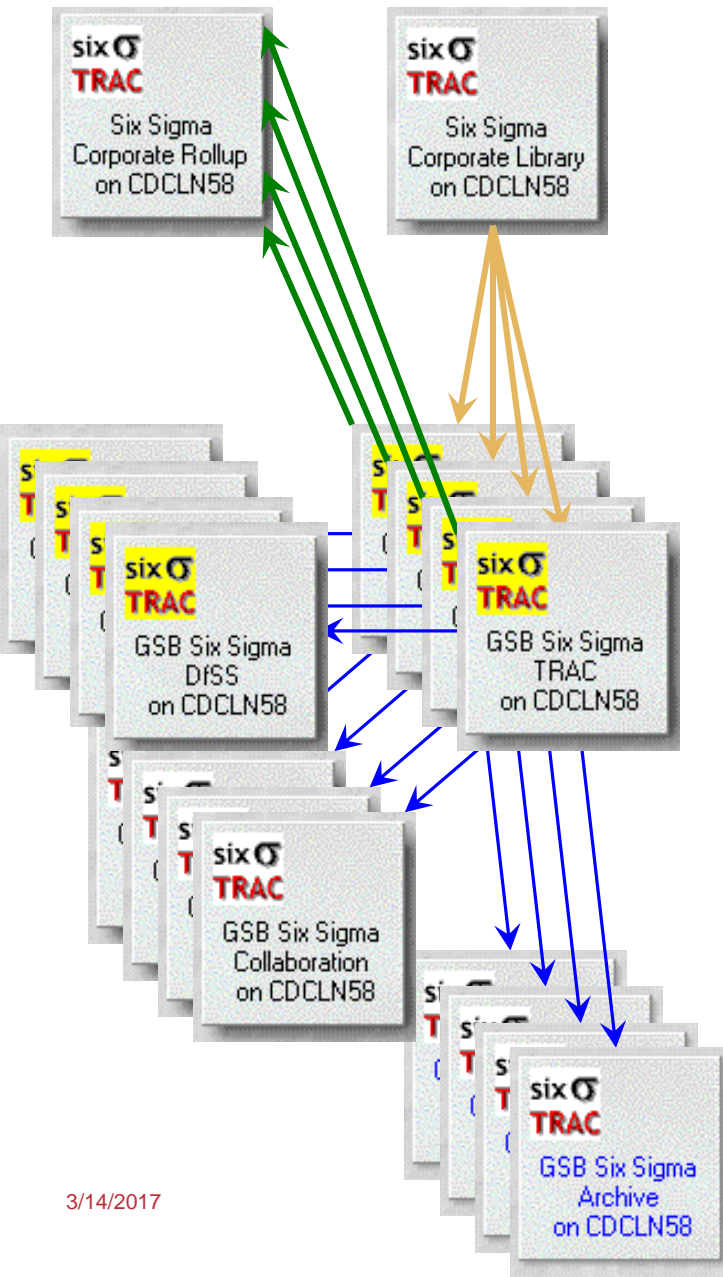 six σ
TRAC
Six Sigma
Corporate Rollup
on CDCLN58
six σ
TRAC
Six Sigma
Corporate Library
on CDCLN58
six σ
TRAC
GSB Six Sigma
DfSS
on CDCLN58
six σ
TRAC
GSB Six Sigma
TRAC
on CDCLN58
six σ
TRAC
GSB Six Sigma
Collaboration
on CDCLN58
six σ
TRAC
GSB Six Sigma
Archive
on CDCLN58
3/14/2017